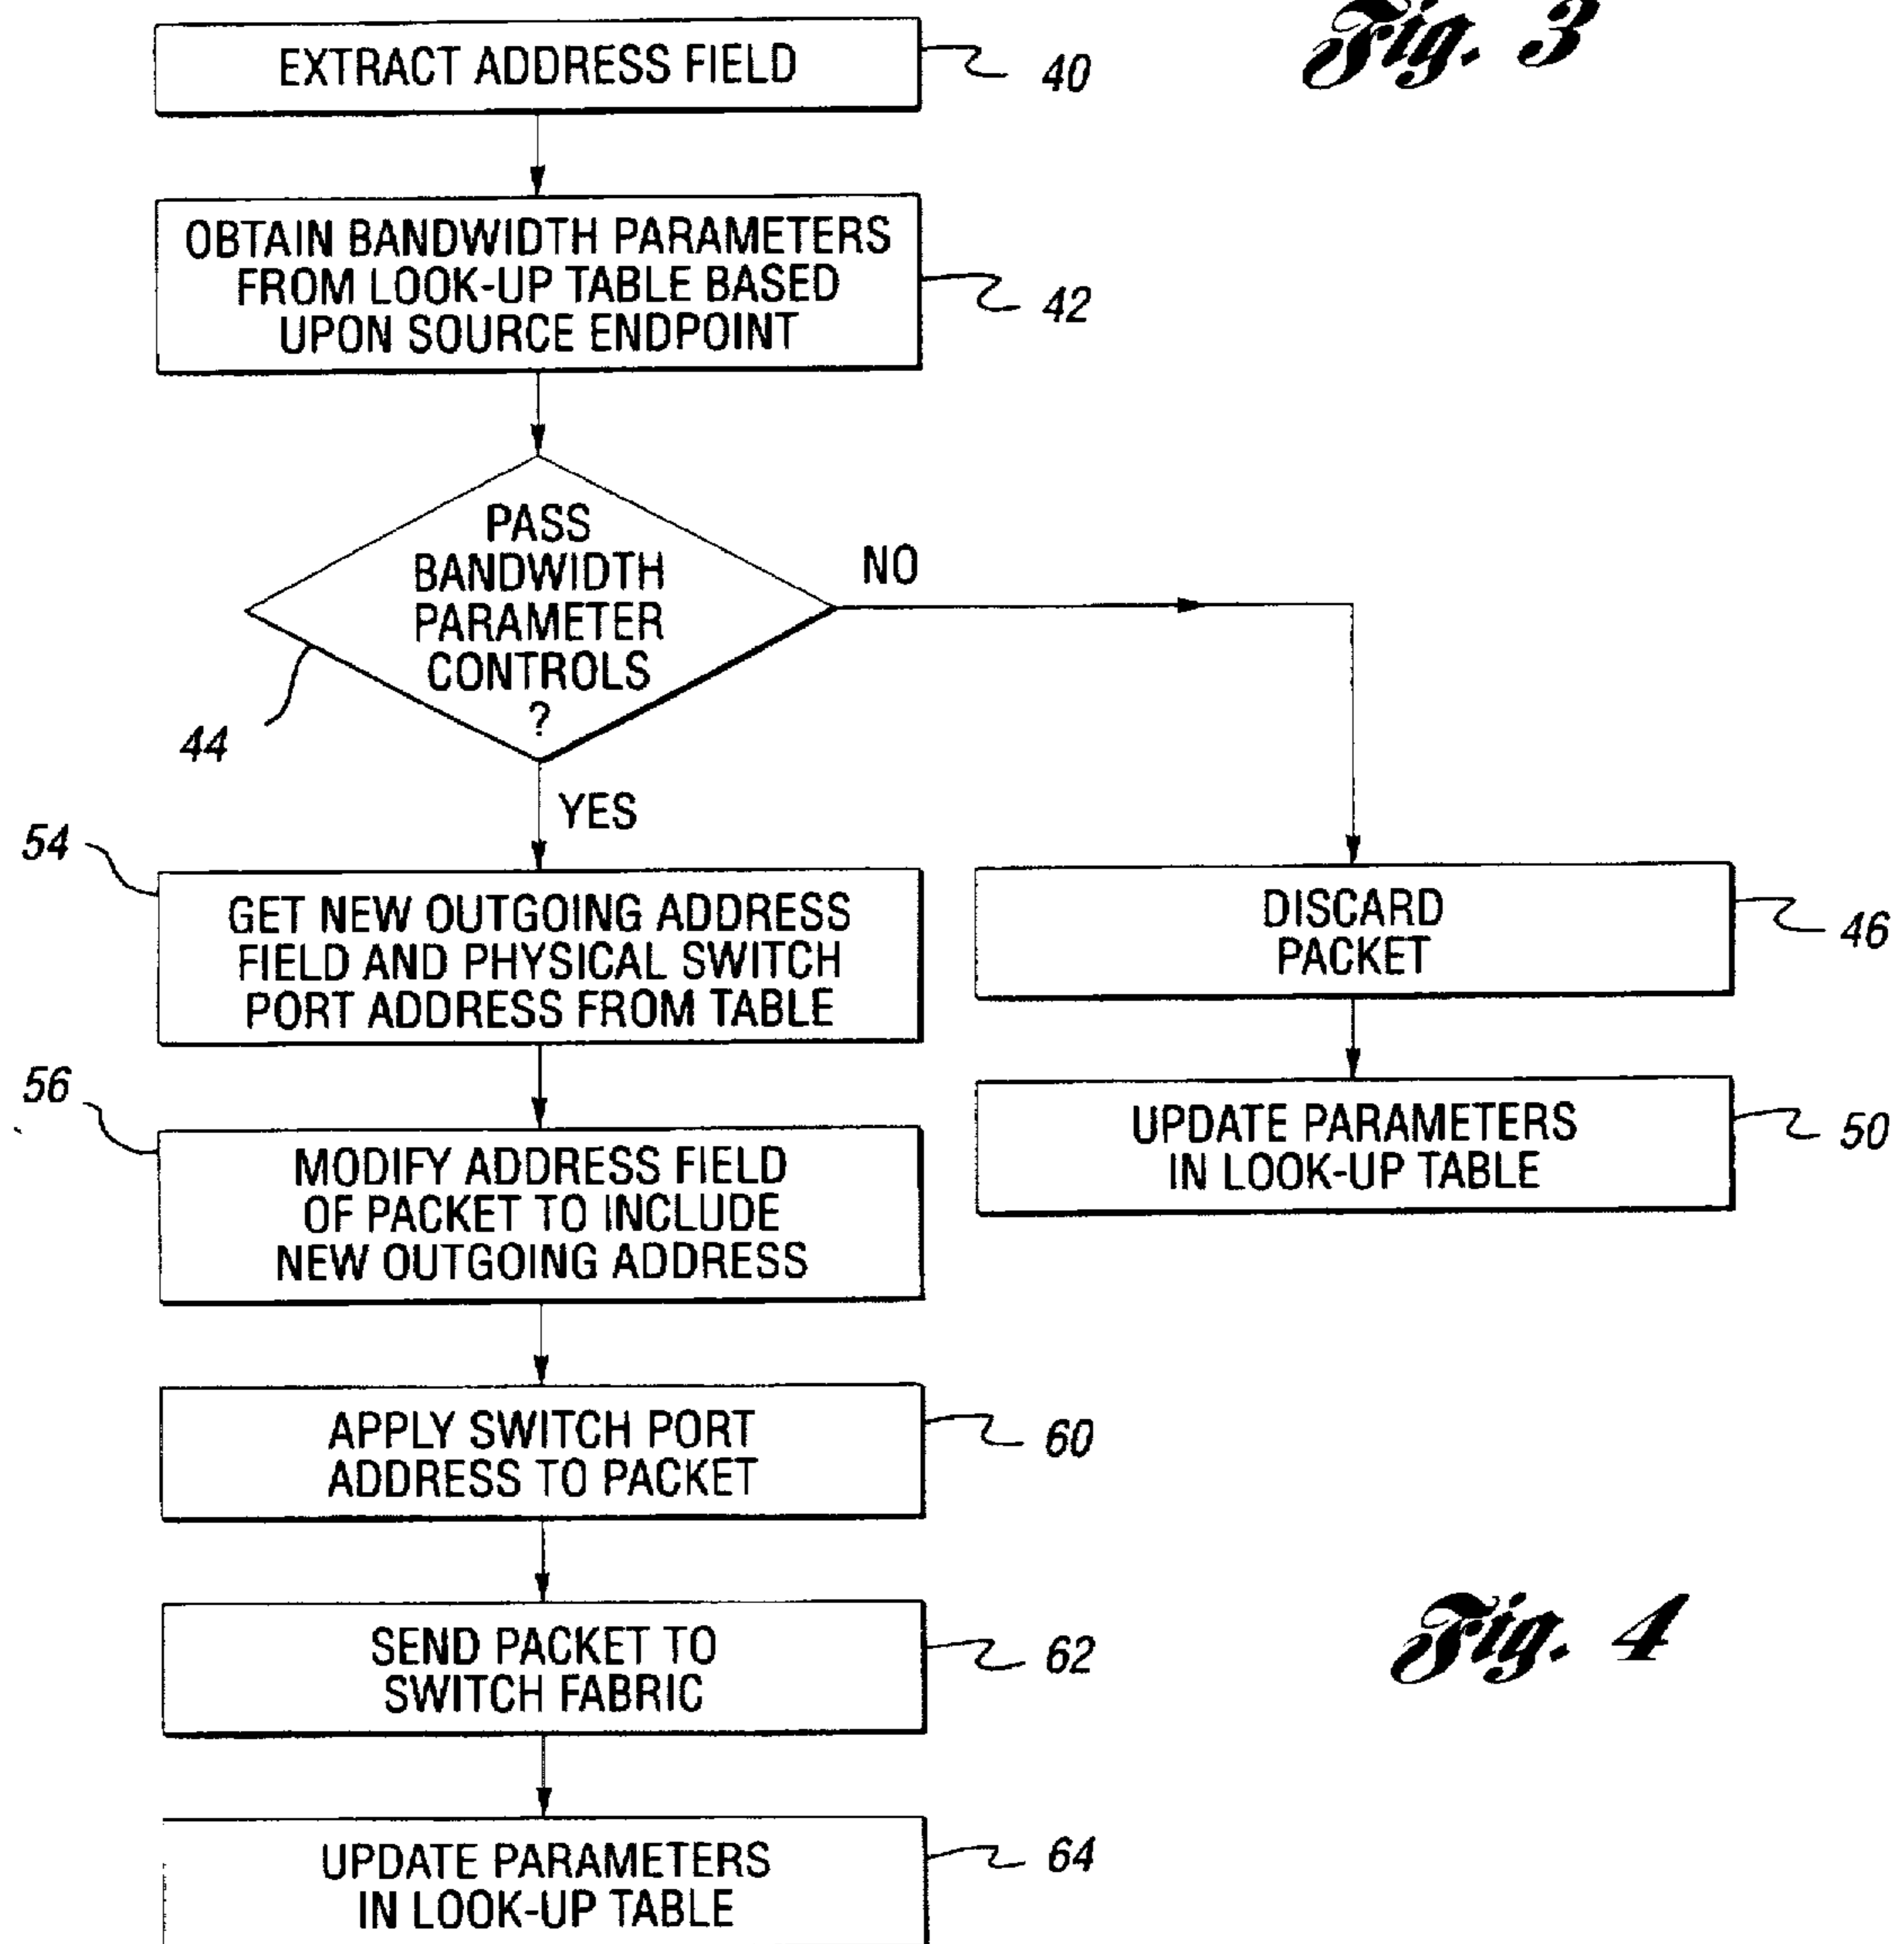 Fig. 3
EXTRACT ADDRESS FIELD
40
OBTAIN BANDWIDTH PARAMETERS
FROM LOOK-UP TABLE BASED
UPON SOURCE ENDPOINT
42
PASS
BANDWIDTH
PARAMETER
CONTROLS
?
44
NO
YES
54
GET NEW OUTGOING ADDRESS
FIELD AND PHYSICAL SWITCH
PORT ADDRESS FROM TABLE
DISCARD
PACKET
46
56
MODIFY ADDRESS FIELD
OF PACKET TO INCLUDE
NEW OUTGOING ADDRESS
UPDATE PARAMETERS
IN LOOK-UP TABLE
50
APPLY SWITCH PORT
ADDRESS TO PACKET
60
SEND PACKET TO
SWITCH FABRIC
62
Fig. 4
UPDATE PARAMETERS
IN LOOK-UP TABLE
64